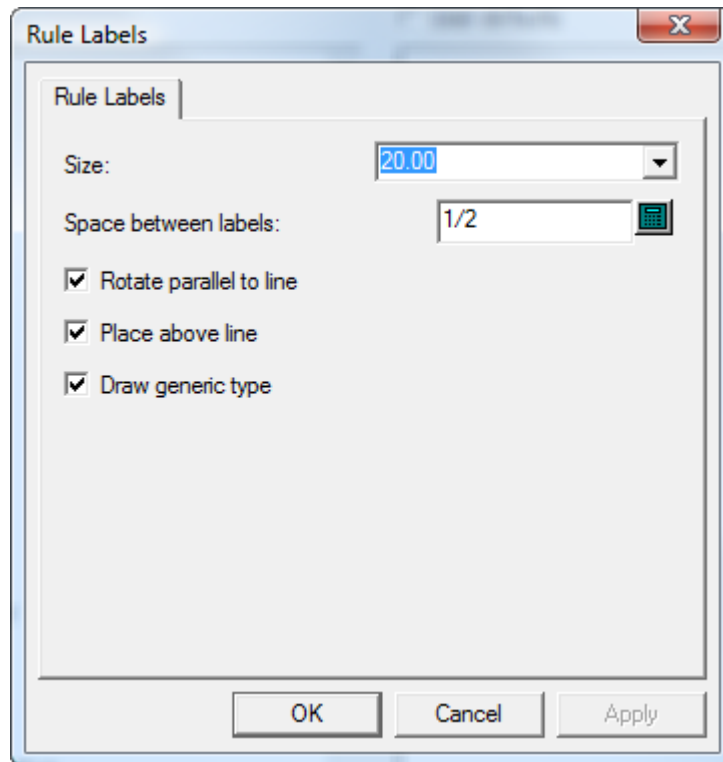 Rule Labels
Rule Labels
Size: 20.00
Space between labels: 1/2
Rotate parallel to line
Place above line
Draw generic type
OK Cancel Apply